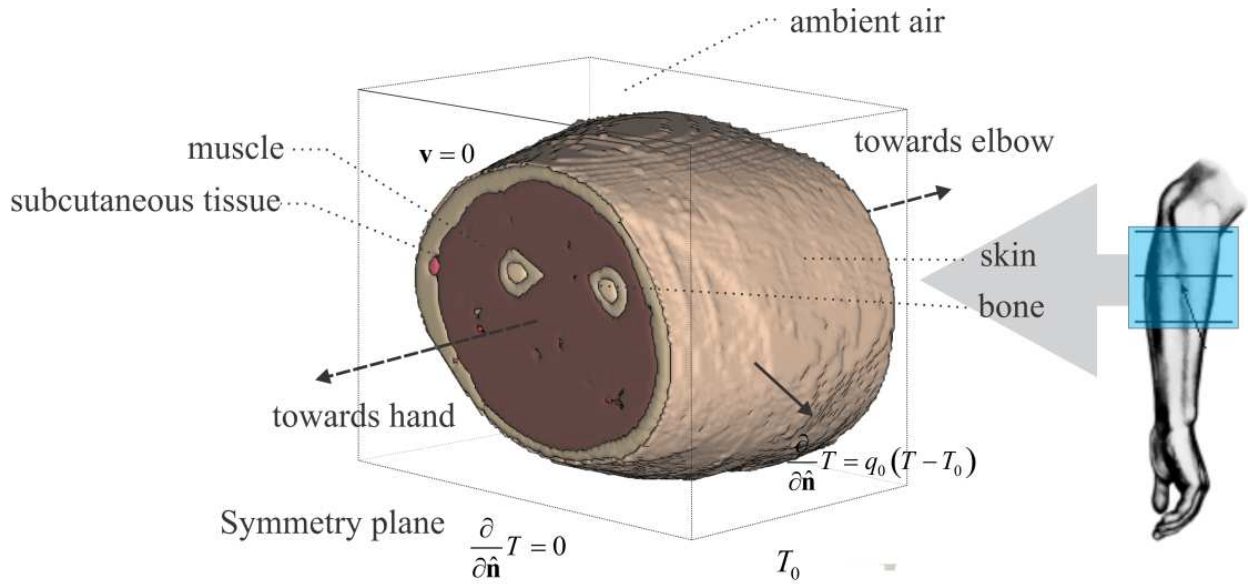 ambient air
towards elbow
muscle
v = 0
subcutaneous tissue
skin
bone
towards hand
∂/∂n̂ T = q₀ (T − T₀)
Symmetry plane
∂/∂n̂ T = 0
T₀